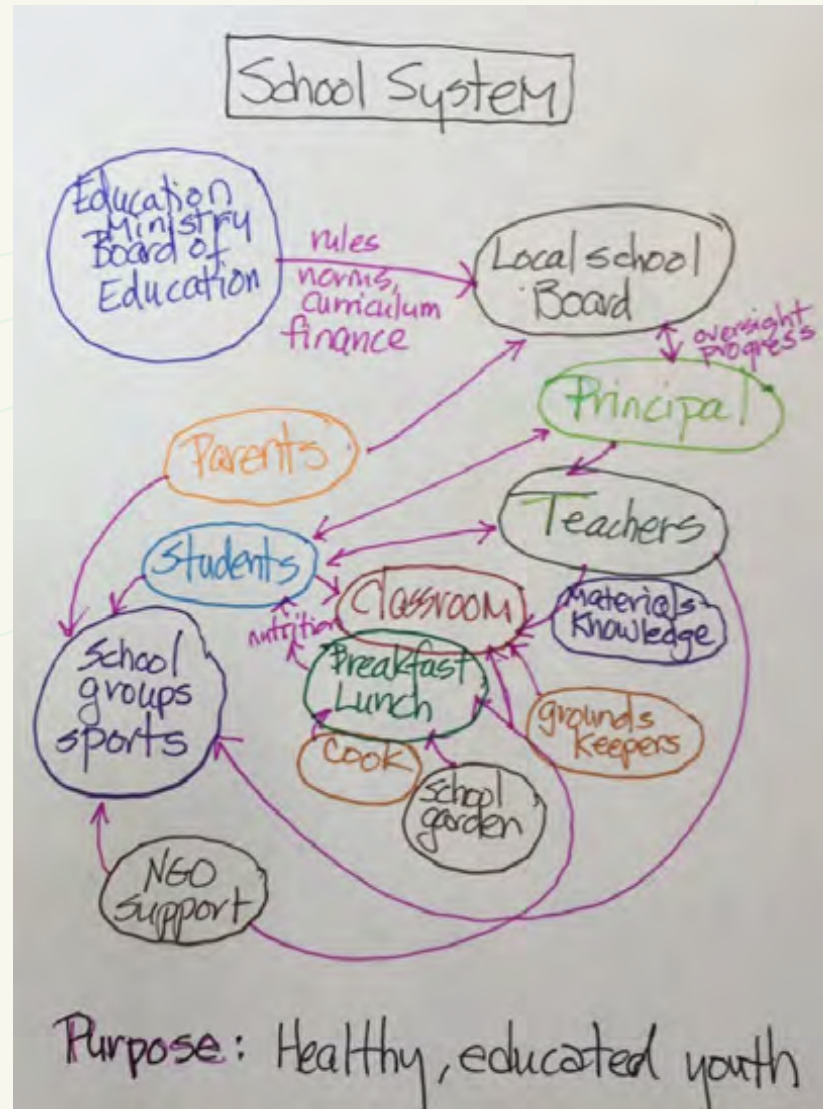 School System
Education
Ministry
Board of
Education
rules
norms,
curriculum
finance
Local school
Board
oversight
progress
Principal
Parents
Teachers
Students
Classroom
Materials
Knowledge
nutrition
Breakfast
Lunch
School
groups
sports
grounds
Keepers
Cook
School
garden
NGO
Support
Purpose: Healthy, educated youth